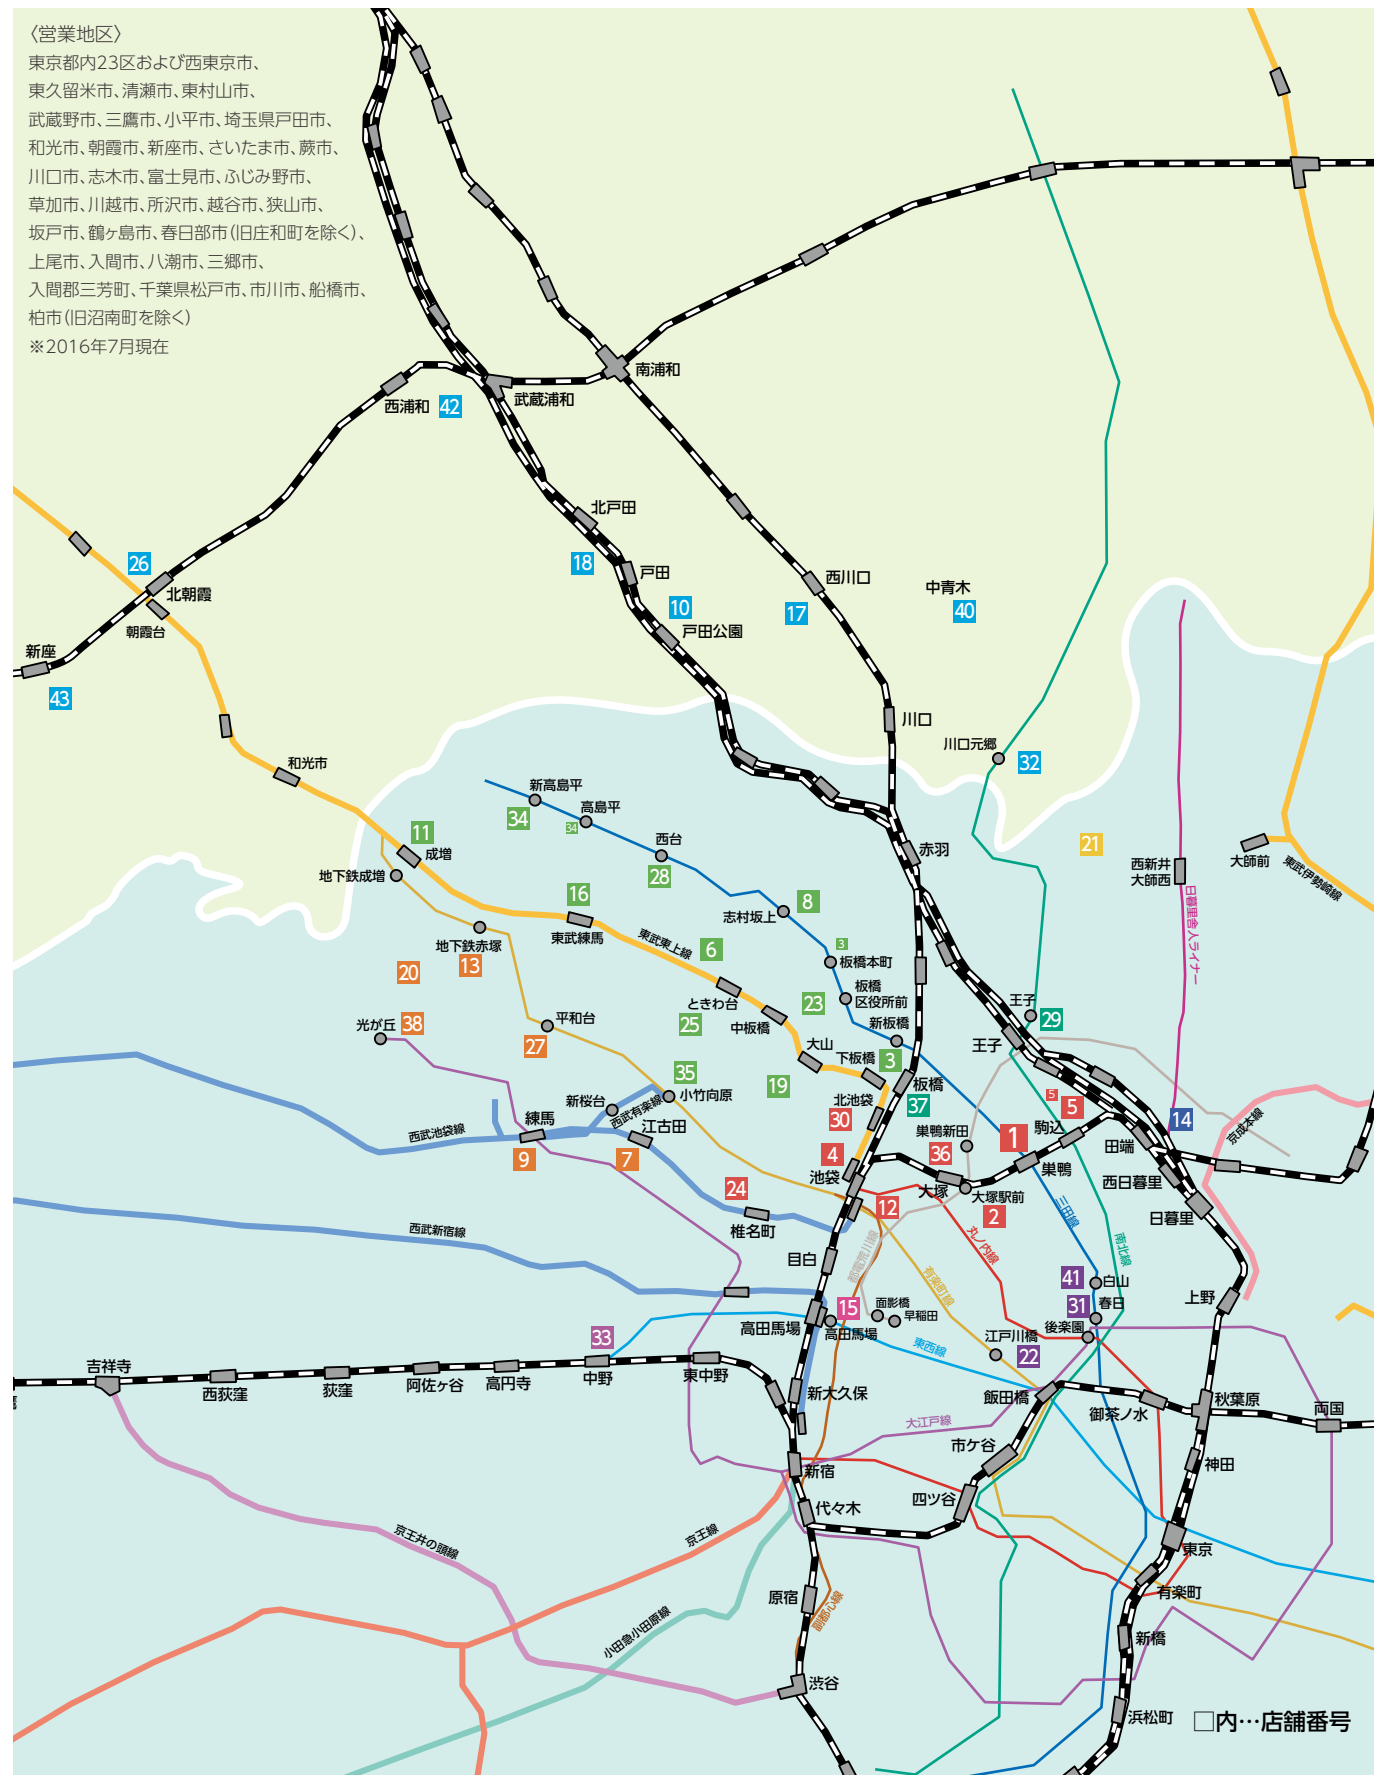 〈営業地区〉
東京都内23区および西東京市、
東久留米市、清瀬市、東村山市、
武蔵野市、三鷹市、小平市、埼玉県戸田市、
和光市、朝霞市、新座市、さいたま市、蕨市、
川口市、志木市、富士見市、ふじみ野市、
草加市、川越市、所沢市、越谷市、狭山市、
坂戸市、鶴ヶ島市、春日部市(旧庄和町を除く)、
上尾市、入間市、八潮市、三郷市、
入間郡三芳町、千葉県松戸市、市川市、船橋市、
柏市(旧沼南町を除く)
※2016年7月現在
南浦和
西浦和
42
武蔵浦和
北戸田
26
18
戸田
北朝霞
西川口
中青木
10
17
40
朝霞台
戸田公園
新座
43
川口
川口元郷
32
和光市
新高島平
34
高島平
34
11
成増
西台
28
赤羽
21
西新井
大師西
大師前
東武伊勢崎線
日暮里舎人ライナー
地下鉄成増
16
東武練馬
志村坂上
8
地下鉄赤塚
13
20
東武東上線
6
3
板橋本町
板橋
区役所前
ときわ台
23
中板橋
25
新板橋
王子
29
王子
光が丘
38
平和台
27
大山
下板橋
3
19
35
小竹向原
新桜台
西武有楽線
北池袋
30
板橋
37
5
5
駒込
14
京成本線
練馬
9
西武池袋線
江古田
7
巣鴨新田
36
1
巣鴨
田端
西日暮里
日暮里
4
池袋
大塚
大塚駅前
2
24
椎名町
12
三田線
南北線
丸ノ内線
西武新宿線
目白
都電荒川線
有楽町線
41
白山
31
春日
後楽園
上野
15
高田馬場
高田馬場
面影橋
早稲田
江戸川橋
22
東西線
33
吉祥寺
西荻窪
荻窪
阿佐ヶ谷
高円寺
中野
東中野
新大久保
飯田橋
御茶ノ水
秋葉原
両国
大江戸線
市ケ谷
神田
新宿
四ツ谷
代々木
京王井の頭線
京王線
東京
有楽町
原宿
副都心線
小田急小田原線
新橋
渋谷
浜松町
□内…店舗番号